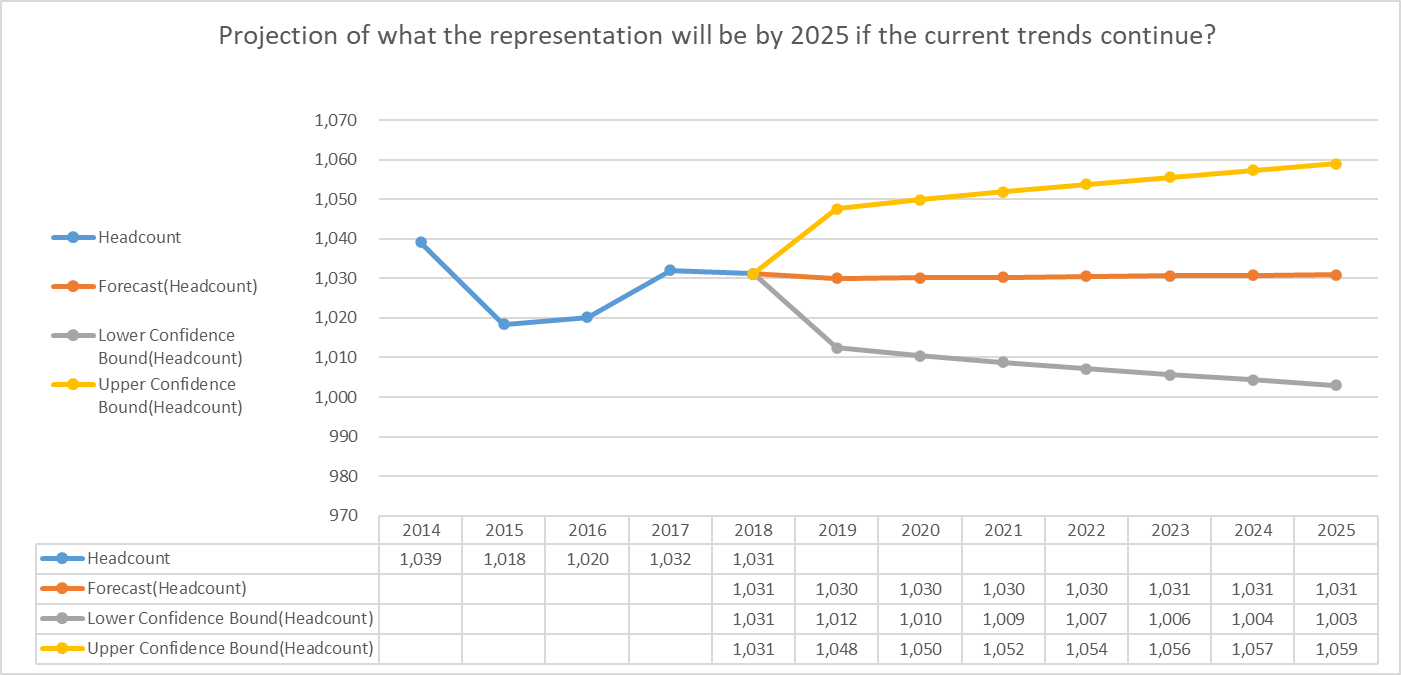 Projection of what the representation will be by 2025 if the current trends continue?
1,070
1,060
1,050
1,040
1,030
1,020
1,010
1,000
990
980
970
Headcount
Forecast(Headcount)
Lower Confidence
Bound(Headcount)
Upper Confidence
Bound(Headcount)
2014 2015 2016 2017 2018 2019 2020 2021 2022 2023 2024 2025
Headcount 1,039 1,018 1,020 1,032 1,031
Forecast(Headcount) 1,031 1,030 1,030 1,030 1,030 1,031 1,031 1,031
Lower Confidence Bound(Headcount) 1,031 1,012 1,010 1,009 1,007 1,006 1,004 1,003
Upper Confidence Bound(Headcount) 1,031 1,048 1,050 1,052 1,054 1,056 1,057 1,059